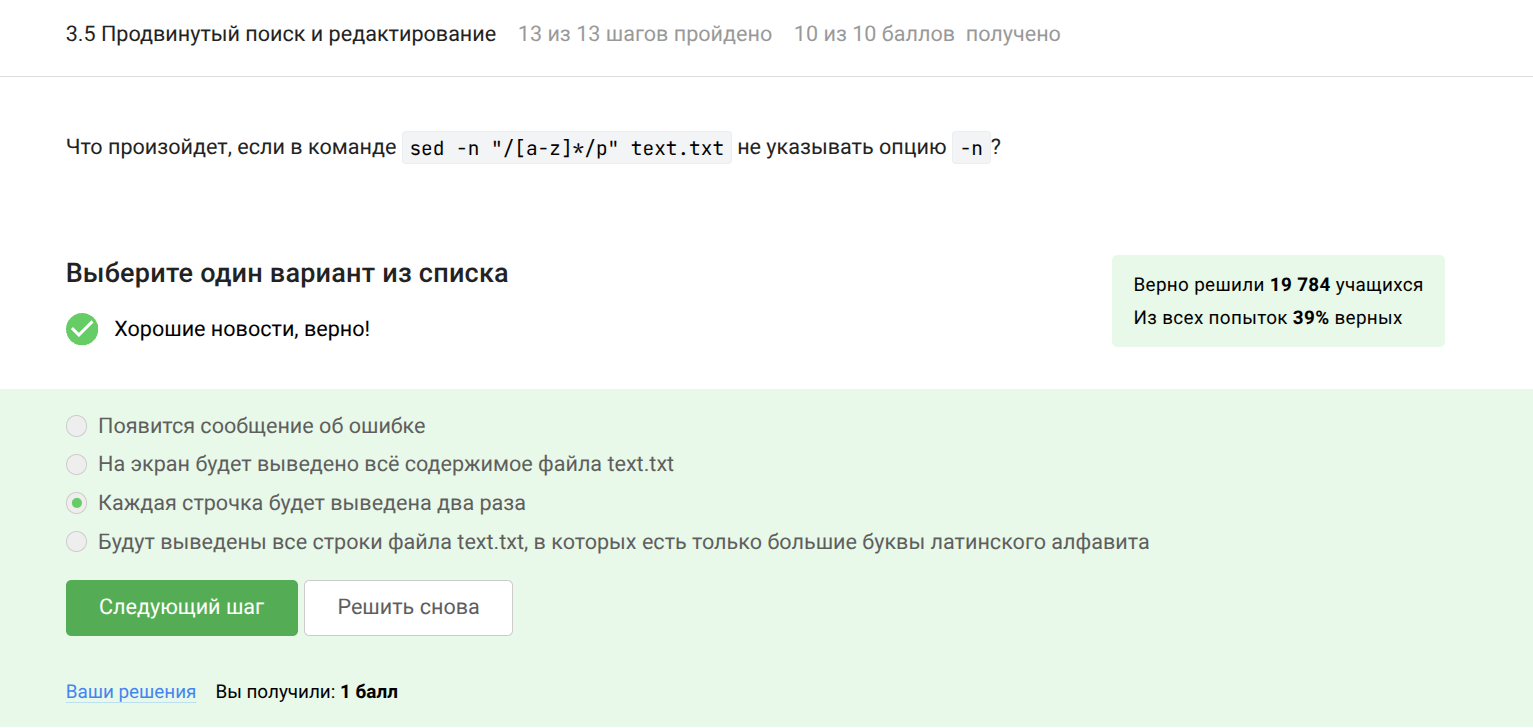 3.5 Продвинутый поиск и редактирование 13 из 13 шагов пройдено 10 из 10 баллов получено
Что произойдет, если в команде sed -n "/[a-z]*/p" text.txt не указывать опцию -n?
Выберите один вариант из списка
Хорошие новости, верно!
Верно решили 19 784 учащихся
Из всех попыток 39% верных
Появится сообщение об ошибке
На экран будет выведено всё содержимое файла text.txt
Каждая строчка будет выведена два раза
Будут выведены все строки файла text.txt, в которых есть только большие буквы латинского алфавита
Следующий шаг Решить снова
Ваши решения Вы получили: 1 балл